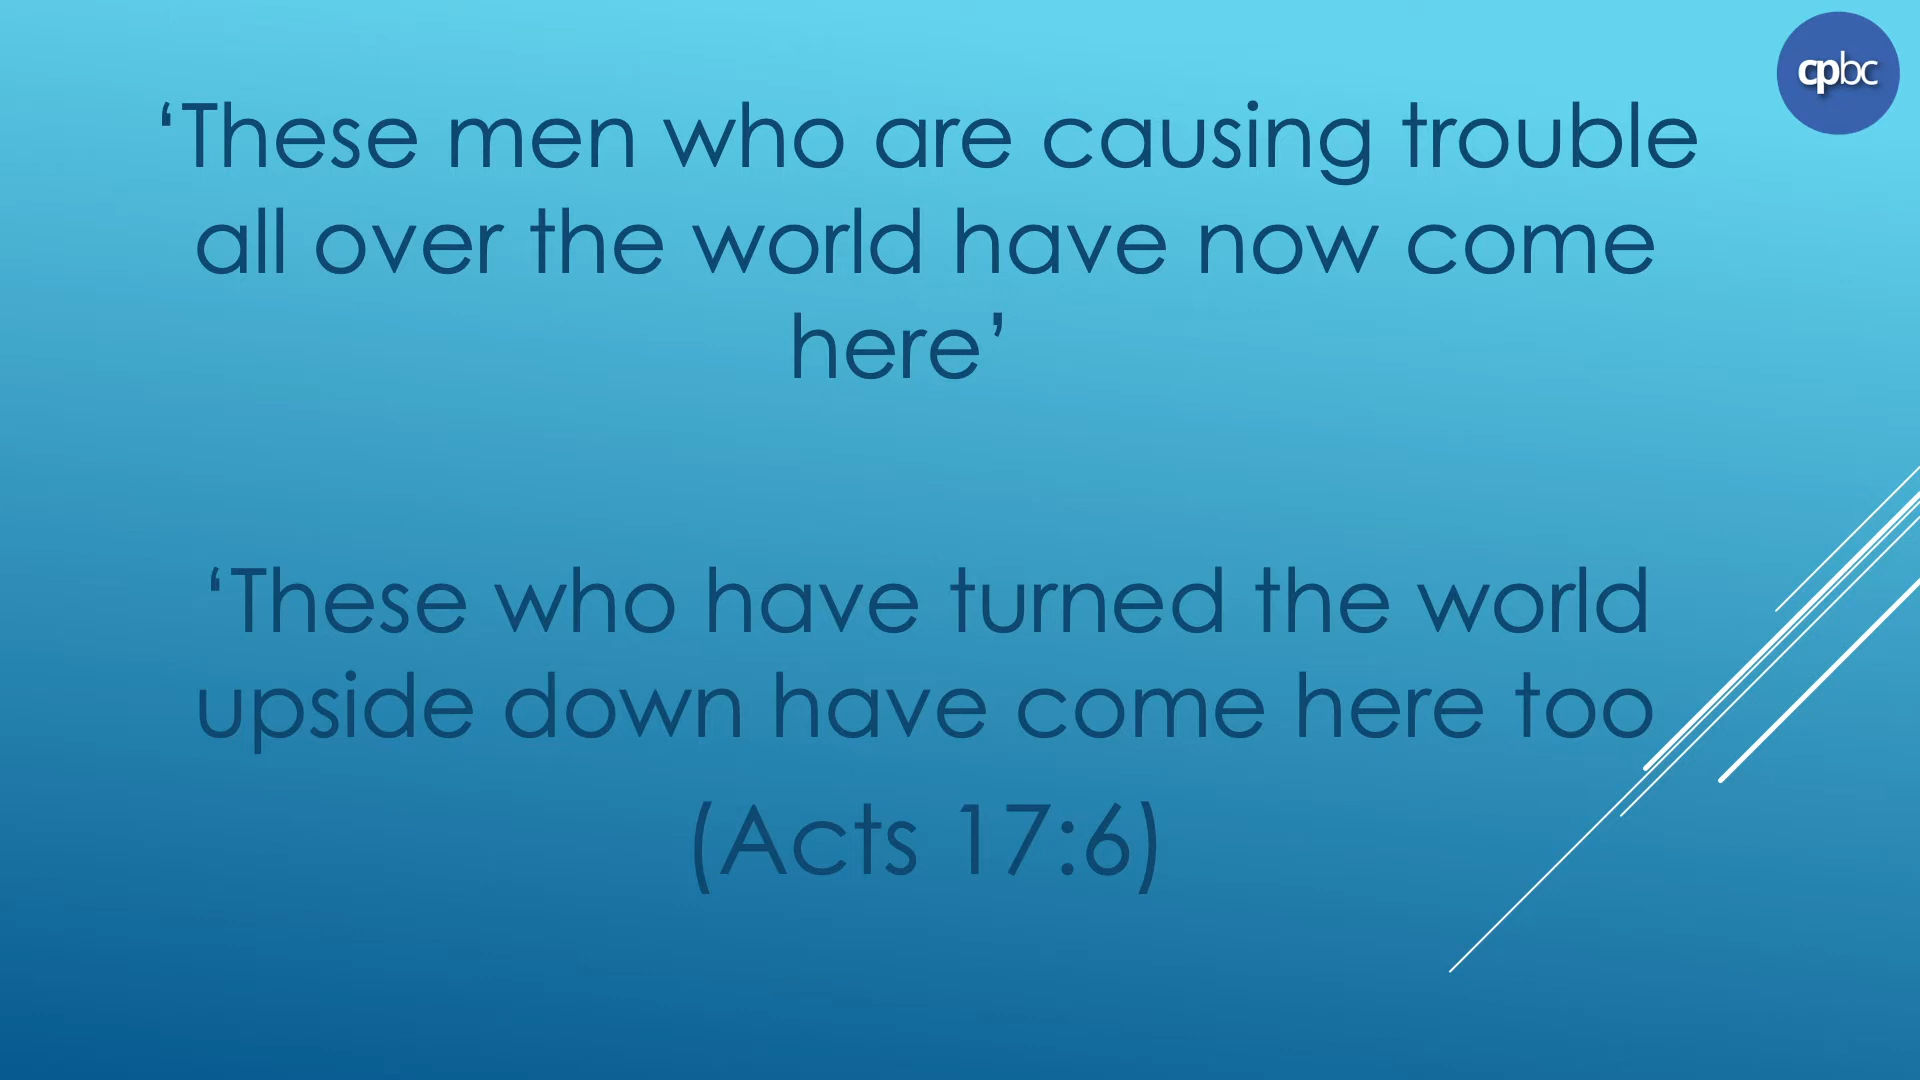 cpbc
‘These men who are causing trouble
all over the world have now come
here’
‘These who have turned the world
upside down have come here too
(Acts 17:6)